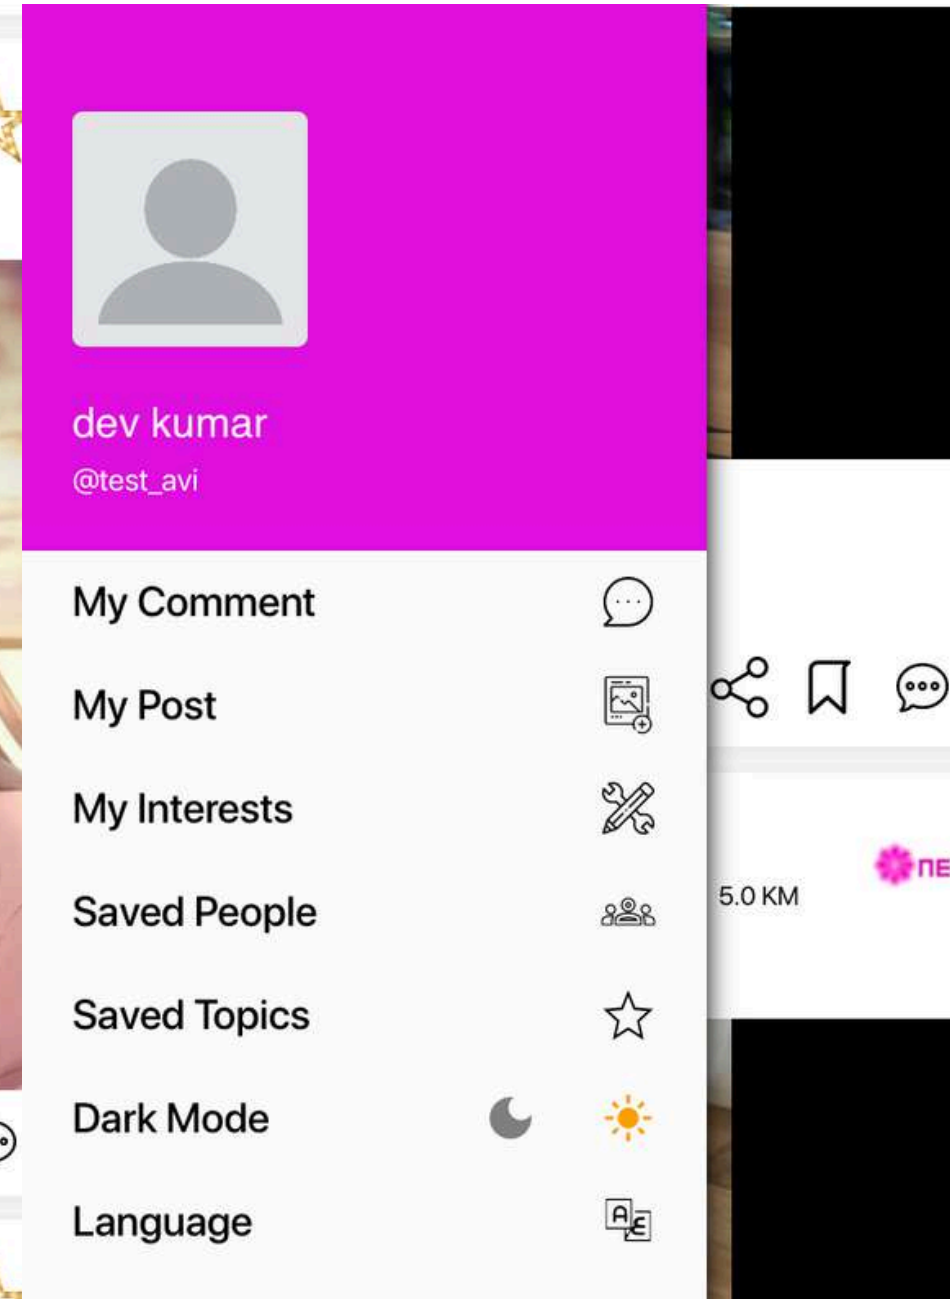 dev kumar
@test_avi
My Comment
My Post
My Interests
Saved People
5.0 KM
Saved Topics
Dark Mode
Language